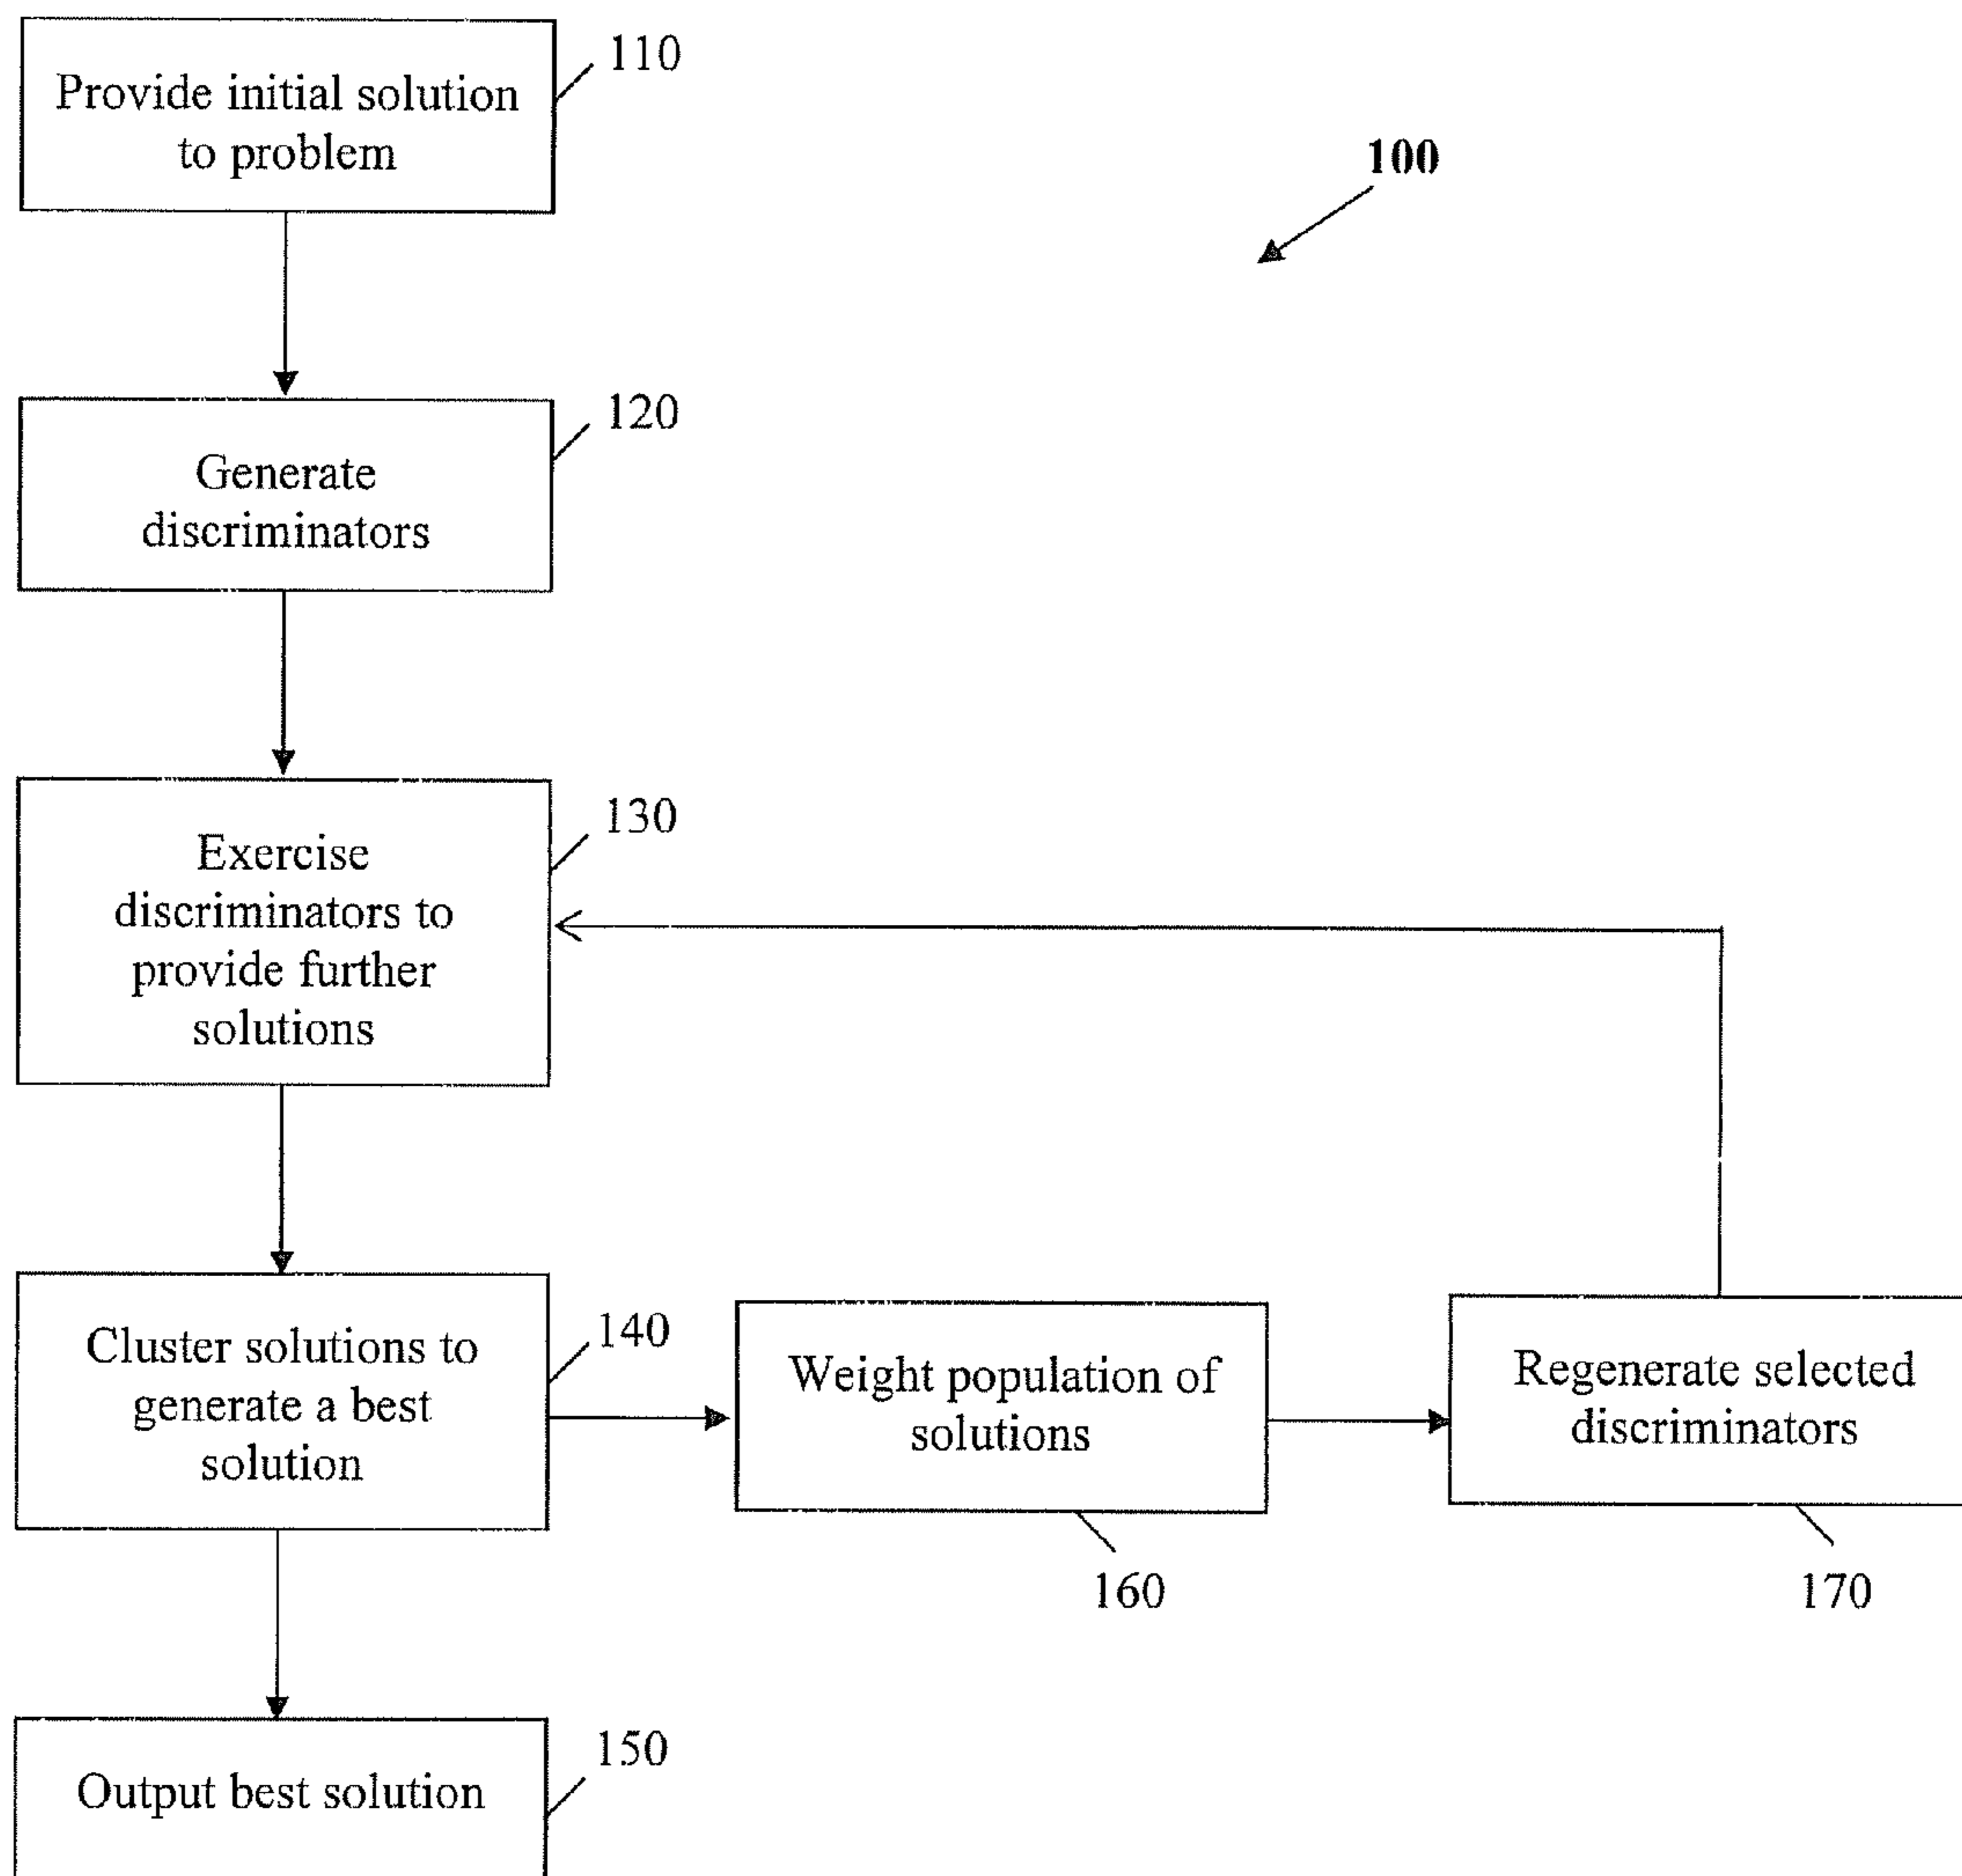 Provide initial solution
to problem
110
100
Generate
discriminators
120
Exercise
discriminators to
provide further
solutions
130
Cluster solutions to
generate a best
solution
140
Weight population of
solutions
160
Regenerate selected
discriminators
170
Output best solution
150